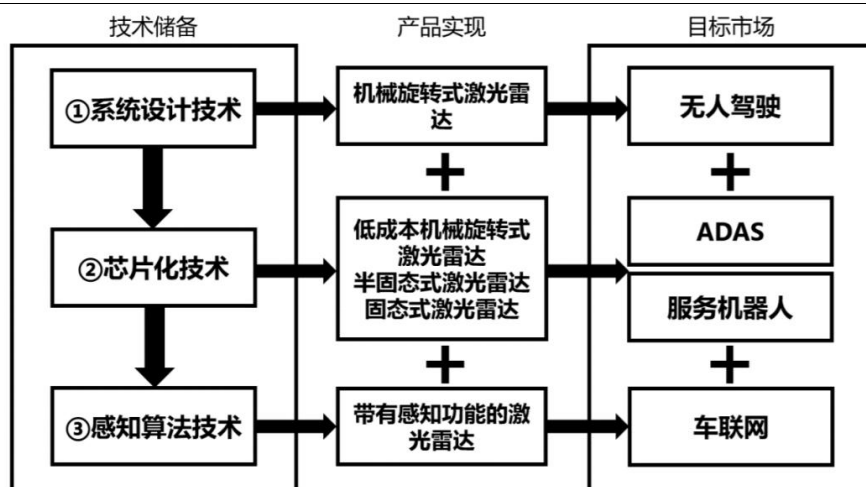 技术储备
产品实现
目标市场
①系统设计技术
机械旋转式激光雷
达
无人驾驶
+
+
②芯片化技术
低成本机械旋转式
激光雷达
半固态式激光雷达
固态式激光雷达
ADAS
服务机器人
+
+
③感知算法技术
带有感知功能的激
光雷达
车联网